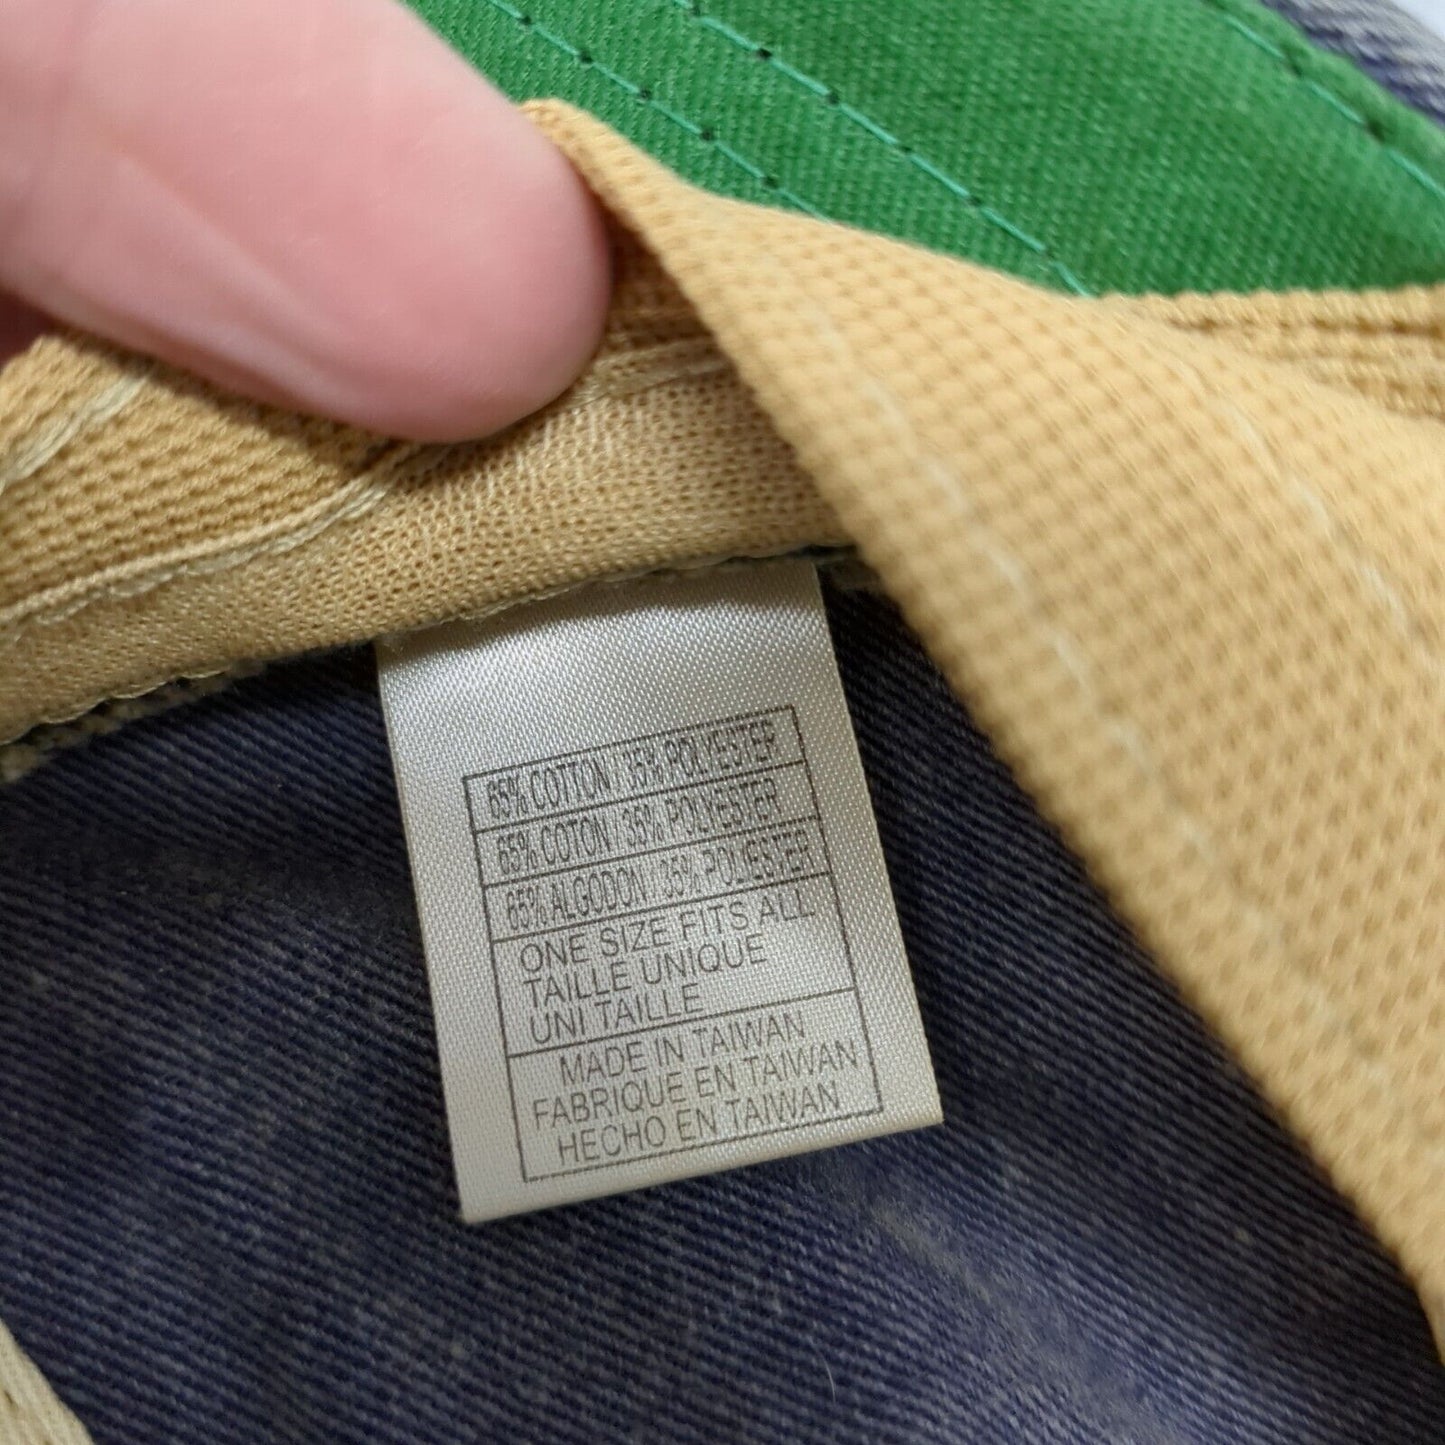 65% COTTON / 35% POLYESTER
65% COTON / 35% POLYESTER
65% ALGODON / 35% POLIESTER
ONE SIZE FITS ALL
TAILLE UNIQUE
UNI TAILLE
MADE IN TAIWAN
FABRIQUE EN TAIWAN
HECHO EN TAIWAN